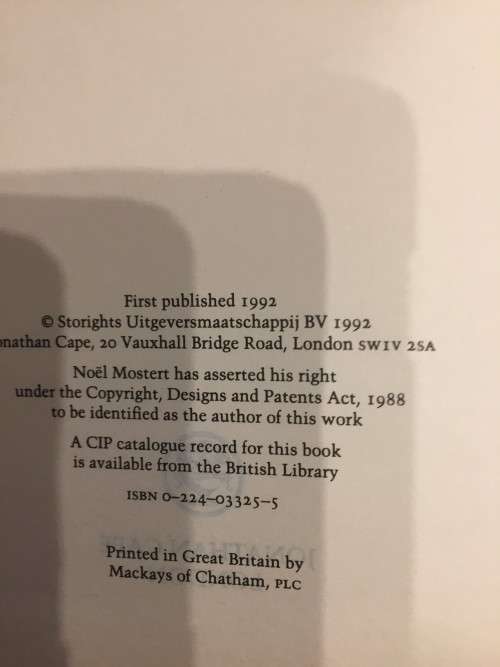 First published 1992
© Storights Uitgeversmaatschappij BV 1992
Cape, 20 Vauxhall Bridge Road, London SW1V 2SA
Noël Mostert has asserted his right
under the Copyright, Designs and Patents Act, 1988
to be identified as the author of this work
A CIP catalogue record for this book
is available from the British Library
ISBN 0–224–03325–5
Printed in Great Britain by
Mackays of Chatham, PLC